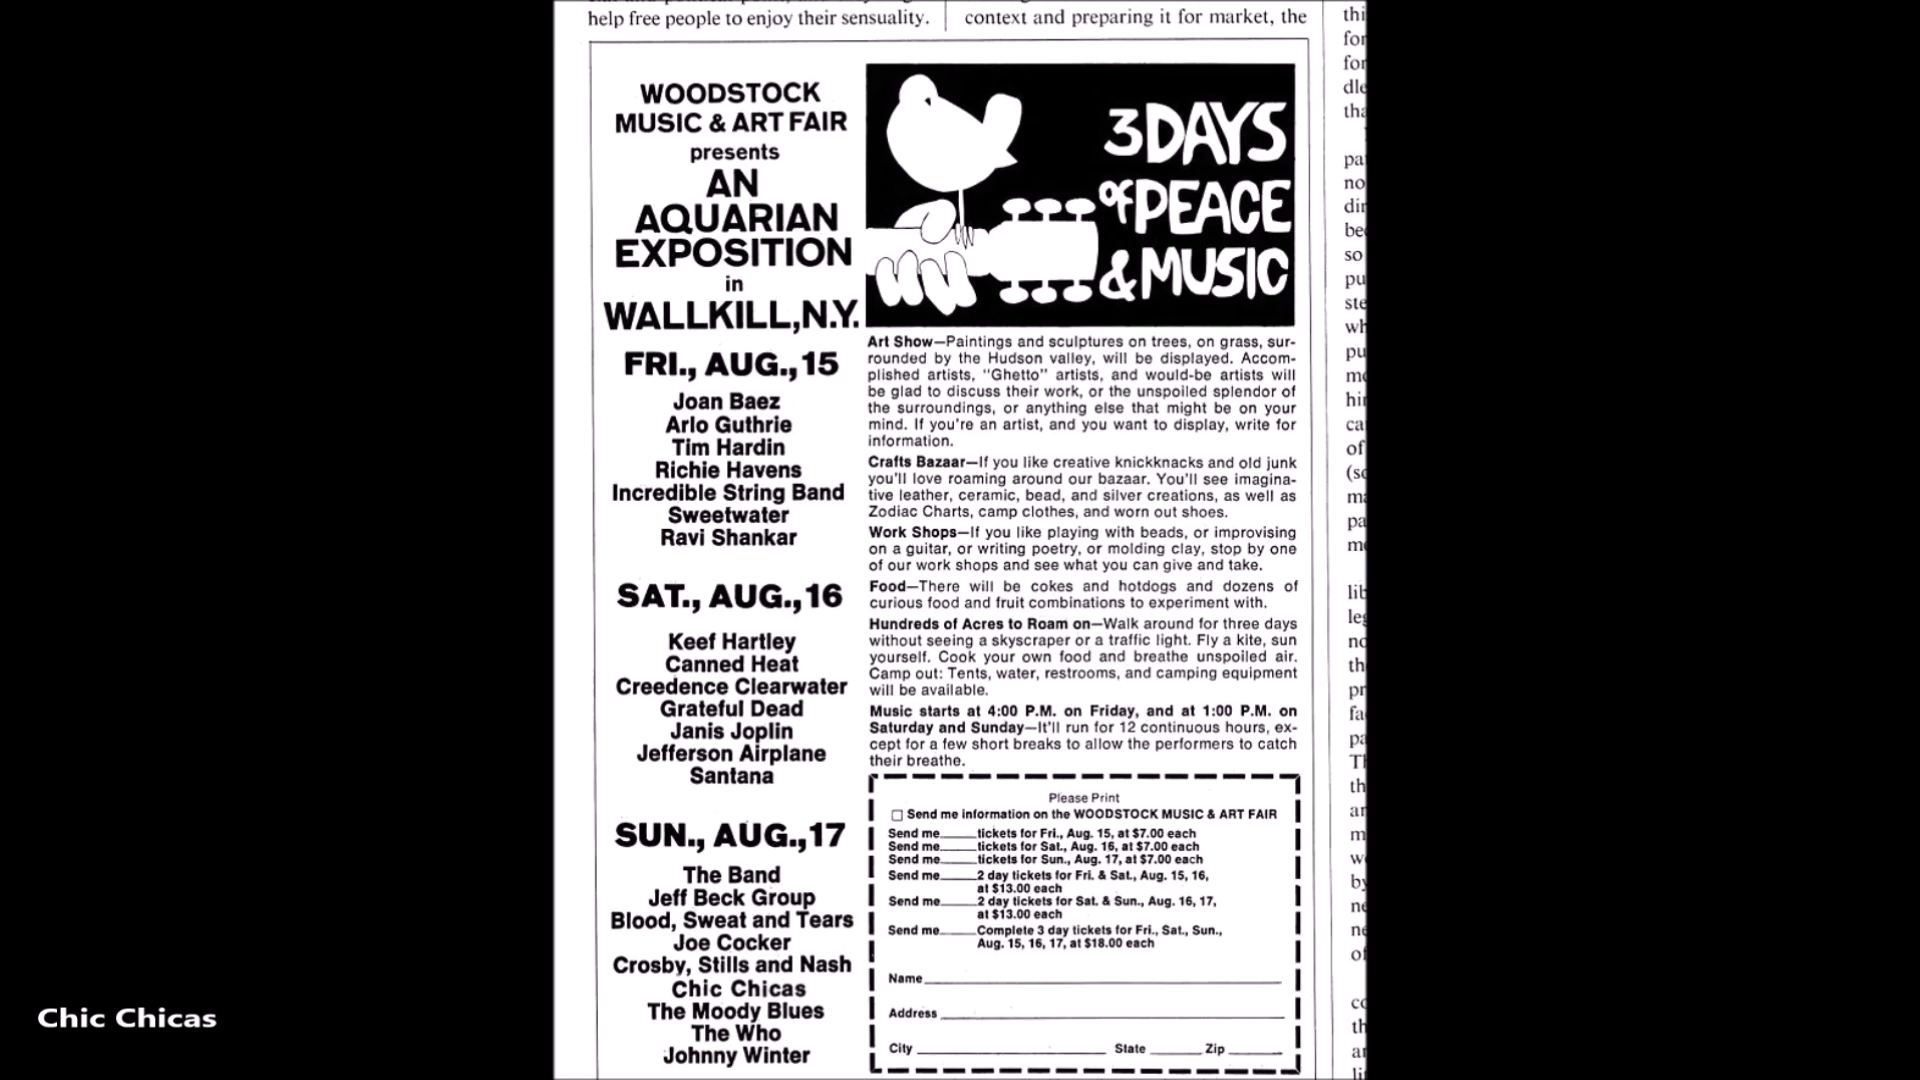 help free people to enjoy their sensuality.
context and preparing it for market, the
WOODSTOCK
MUSIC & ART FAIR
presents
AN
AQUARIAN
EXPOSITION
in
WALLKILL, N.Y.
FRI., AUG., 15
Joan Baez
Arlo Guthrie
Tim Hardin
Richie Havens
Incredible String Band
Sweetwater
Ravi Shankar
SAT., AUG., 16
Keef Hartley
Canned Heat
Creedence Clearwater
Grateful Dead
Janis Joplin
Jefferson Airplane
Santana
SUN., AUG., 17
The Band
Jeff Beck Group
Blood, Sweat and Tears
Joe Cocker
Crosby, Stills and Nash
Chic Chicas
The Moody Blues
The Who
Johnny Winter
3 DAYS
of PEACE
& MUSIC
Art Show—Paintings and sculptures on trees, on grass, sur-
rounded by the Hudson valley, will be displayed. Accom-
plished artists, "Ghetto" artists, and would-be artists will
be glad to discuss their work, or the unspoiled splendor of
the surroundings, or anything else that might be on your
mind. If you're an artist, and you want to display, write for
information.
Crafts Bazaar—If you like creative knickknacks and old junk
you'll love roaming around our bazaar. You'll see imagina-
tive leather, ceramic, bead, and silver creations, as well as
Zodiac Charts, camp clothes, and worn out shoes.
Work Shops—If you like playing with beads, or improvising
on a guitar, or writing poetry, or molding clay, stop by one
of our work shops and see what you can give and take.
Food—There will be cokes and hotdogs and dozens of
curious food and fruit combinations to experiment with.
Hundreds of Acres to Roam on—Walk around for three days
without seeing a skyscraper or a traffic light. Fly a kite, sun
yourself. Cook your own food and breathe unspoiled air.
Camp out: Tents, water, restrooms, and camping equipment
will be available.
Music starts at 4:00 P.M. on Friday, and at 1:00 P.M. on
Saturday and Sunday—It'll run for 12 continuous hours, ex-
cept for a few short breaks to allow the performers to catch
their breathe.
Please Print
Send me information on the WOODSTOCK MUSIC & ART FAIR
Send me_____tickets for Fri., Aug. 15, at $7.00 each
Send me_____tickets for Sat., Aug. 16, at $7.00 each
Send me_____tickets for Sun., Aug. 17, at $7.00 each
Send me_____2 day tickets for Fri. & Sat., Aug. 15, 16,
at $13.00 each
Send me_____2 day tickets for Sat. & Sun., Aug. 16, 17,
at $13.00 each
Send me_____Complete 3 day tickets for Fri., Sat., Sun.,
Aug. 15, 16, 17, at $18.00 each
Name
Address
City State Zip
Chic Chicas